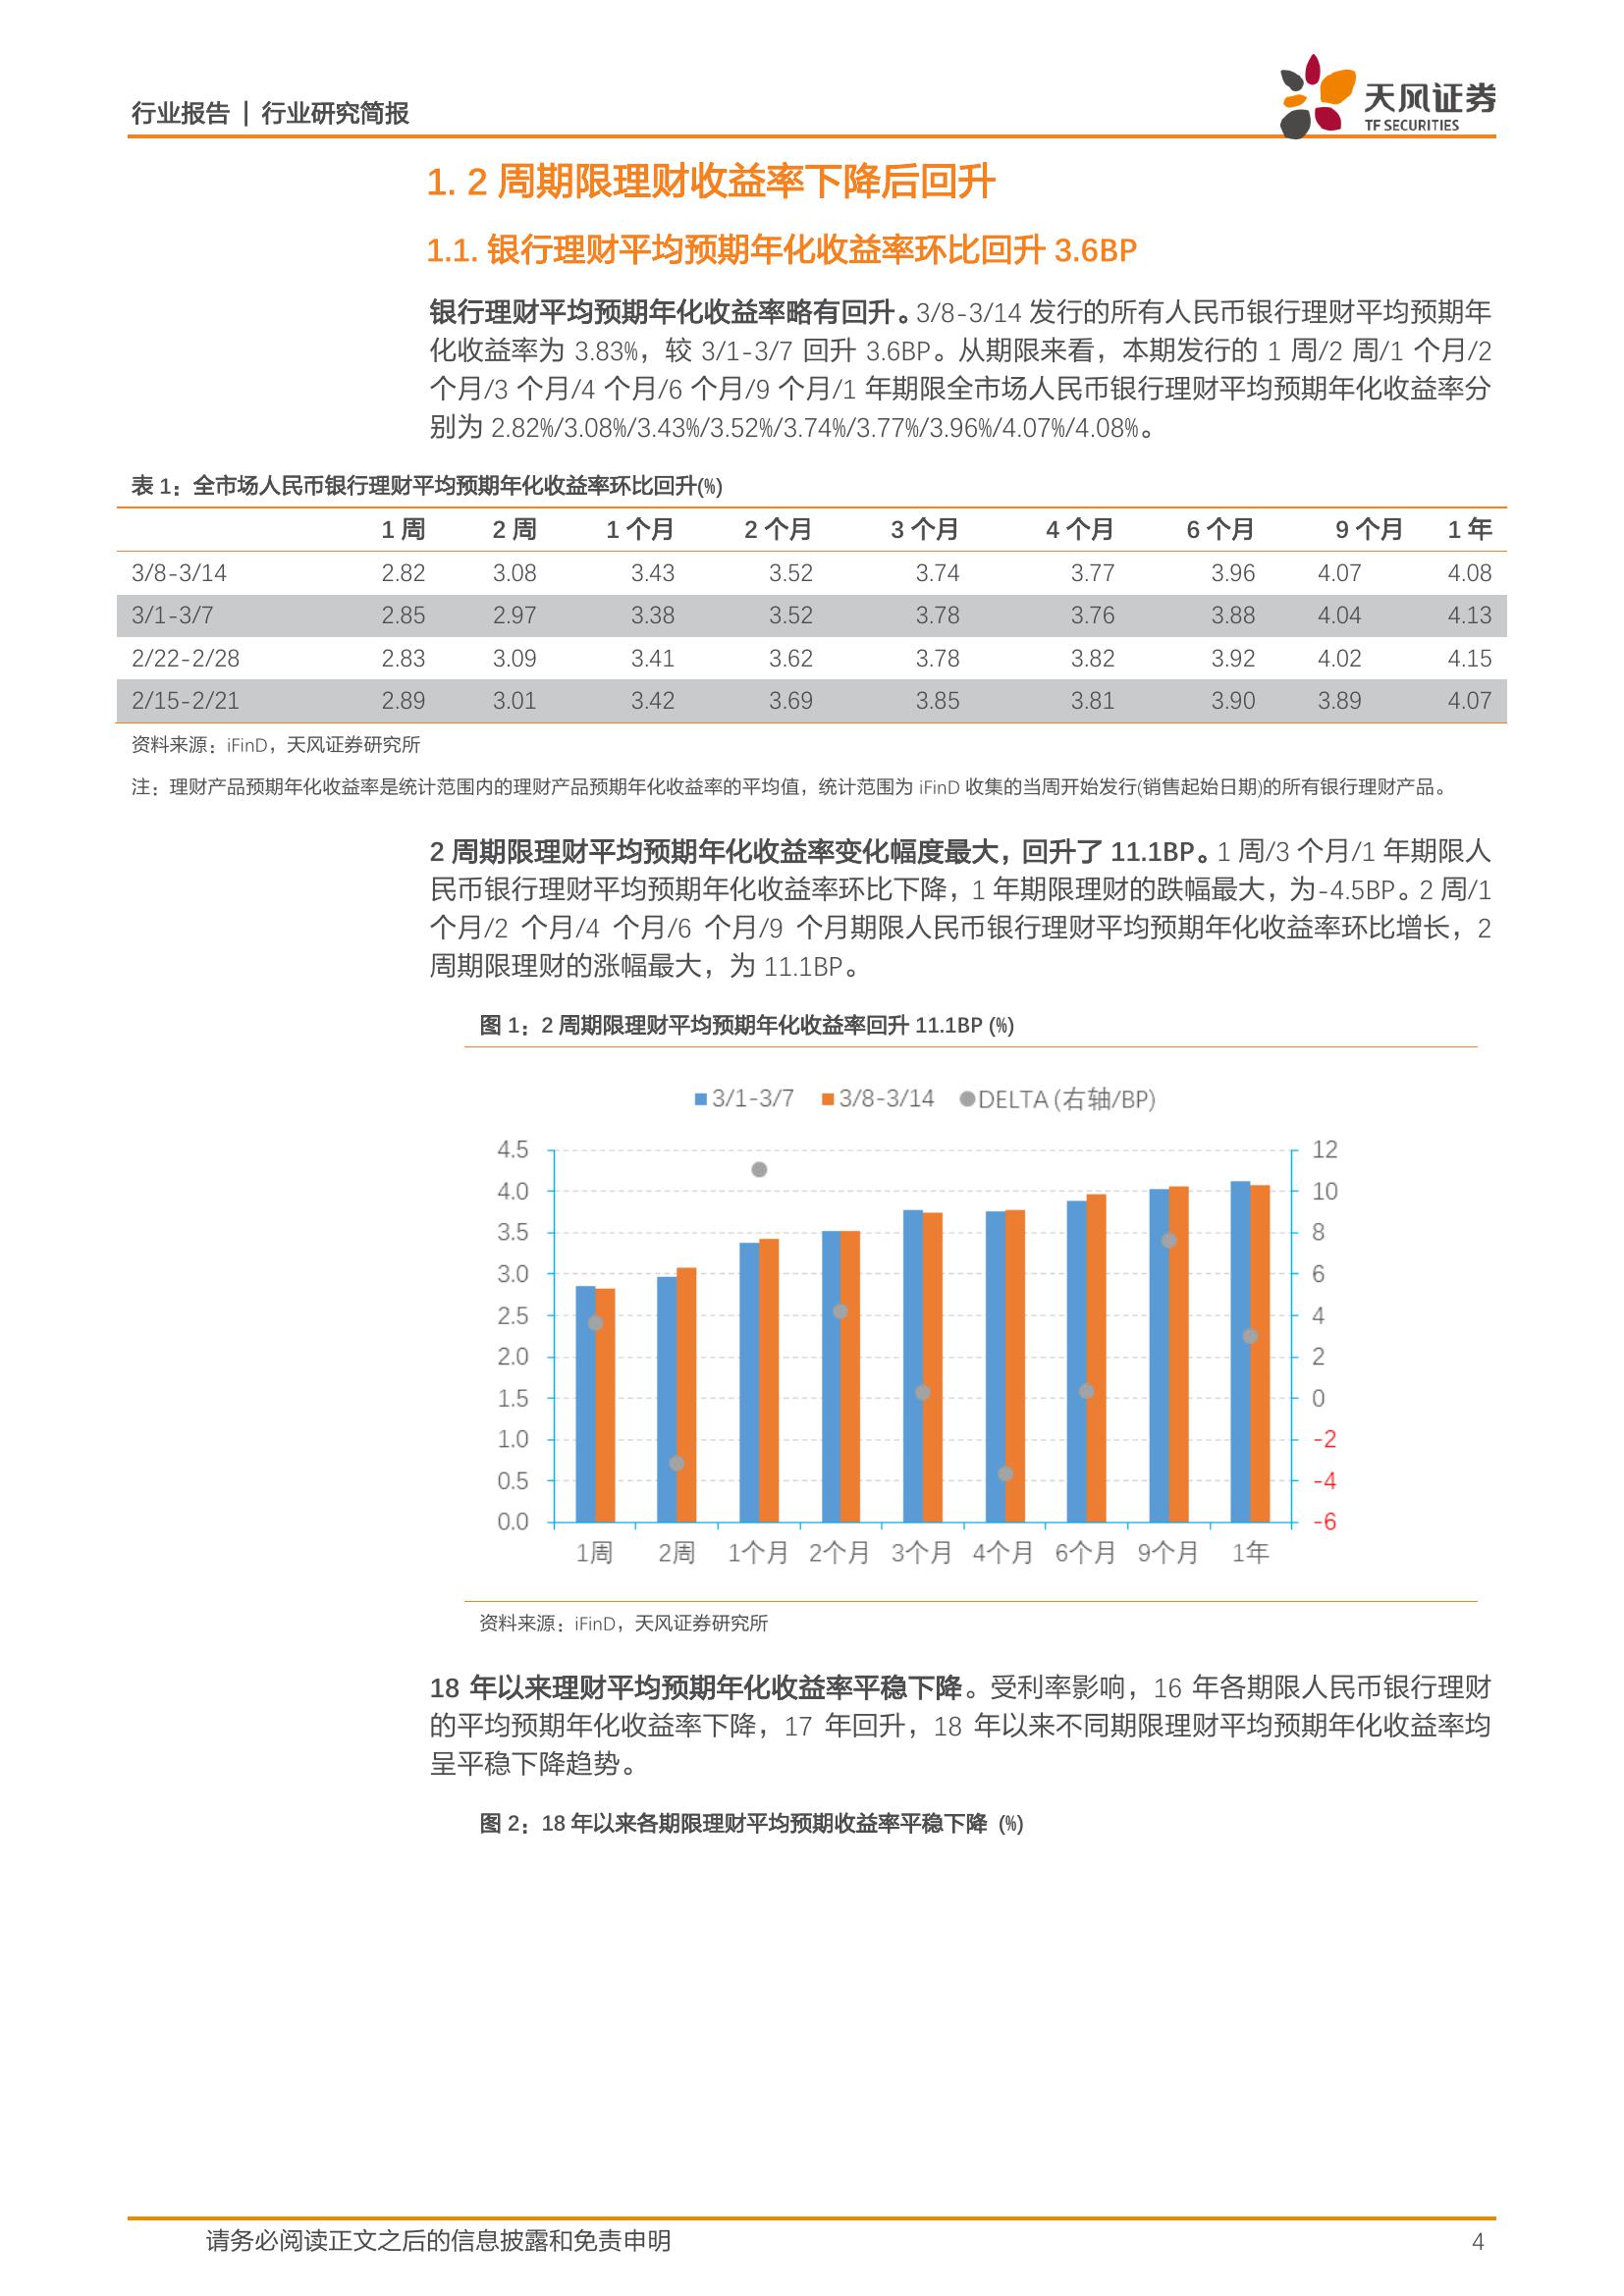 行业报告 | 行业研究简报
天风证券
TF SECURITIES
1. 2 周期限理财收益率下降后回升
1.1. 银行理财平均预期年化收益率环比回升 3.6BP
银行理财平均预期年化收益率略有回升。3/8-3/14 发行的所有人民币银行理财平均预期年
化收益率为 3.83%，较 3/1-3/7 回升 3.6BP。从期限来看，本期发行的 1 周/2 周/1 个月/2
个月/3 个月/4 个月/6 个月/9 个月/1 年期限全市场人民币银行理财平均预期年化收益率分
别为 2.82%/3.08%/3.43%/3.52%/3.74%/3.77%/3.96%/4.07%/4.08%。
表 1：全市场人民币银行理财平均预期年化收益率环比回升(%)
1 周 2 周 1 个月 2 个月 3 个月 4 个月 6 个月 9 个月 1 年
3/8-3/14 2.82 3.08 3.43 3.52 3.74 3.77 3.96 4.07 4.08
3/1-3/7 2.85 2.97 3.38 3.52 3.78 3.76 3.88 4.04 4.13
2/22-2/28 2.83 3.09 3.41 3.62 3.78 3.82 3.92 4.02 4.15
2/15-2/21 2.89 3.01 3.42 3.69 3.85 3.81 3.90 3.89 4.07
资料来源：iFinD，天风证券研究所
注：理财产品预期年化收益率是统计范围内的理财产品预期年化收益率的平均值，统计范围为 iFinD 收集的当周开始发行(销售起始日期)的所有银行理财产品。
2 周期限理财平均预期年化收益率变化幅度最大，回升了 11.1BP。1 周/3 个月/1 年期限人
民币银行理财平均预期年化收益率环比下降，1 年期限理财的跌幅最大，为-4.5BP。2 周/1
个月/2 个月/4 个月/6 个月/9 个月期限人民币银行理财平均预期年化收益率环比增长，2
周期限理财的涨幅最大，为 11.1BP。
图 1：2 周期限理财平均预期年化收益率回升 11.1BP (%)
3/1-3/7 3/8-3/14 DELTA (右轴/BP)
4.5 12
4.0 10
3.5 8
3.0 6
2.5 4
2.0 2
1.5 0
1.0 -2
0.5 -4
0.0 -6
1周 2周 1个月 2个月 3个月 4个月 6个月 9个月 1年
资料来源：iFinD，天风证券研究所
18 年以来理财平均预期年化收益率平稳下降。受利率影响，16 年各期限人民币银行理财
的平均预期年化收益率下降，17 年回升，18 年以来不同期限理财平均预期年化收益率均
呈平稳下降趋势。
图 2：18 年以来各期限理财平均预期收益率平稳下降 (%)
请务必阅读正文之后的信息披露和免责申明 4